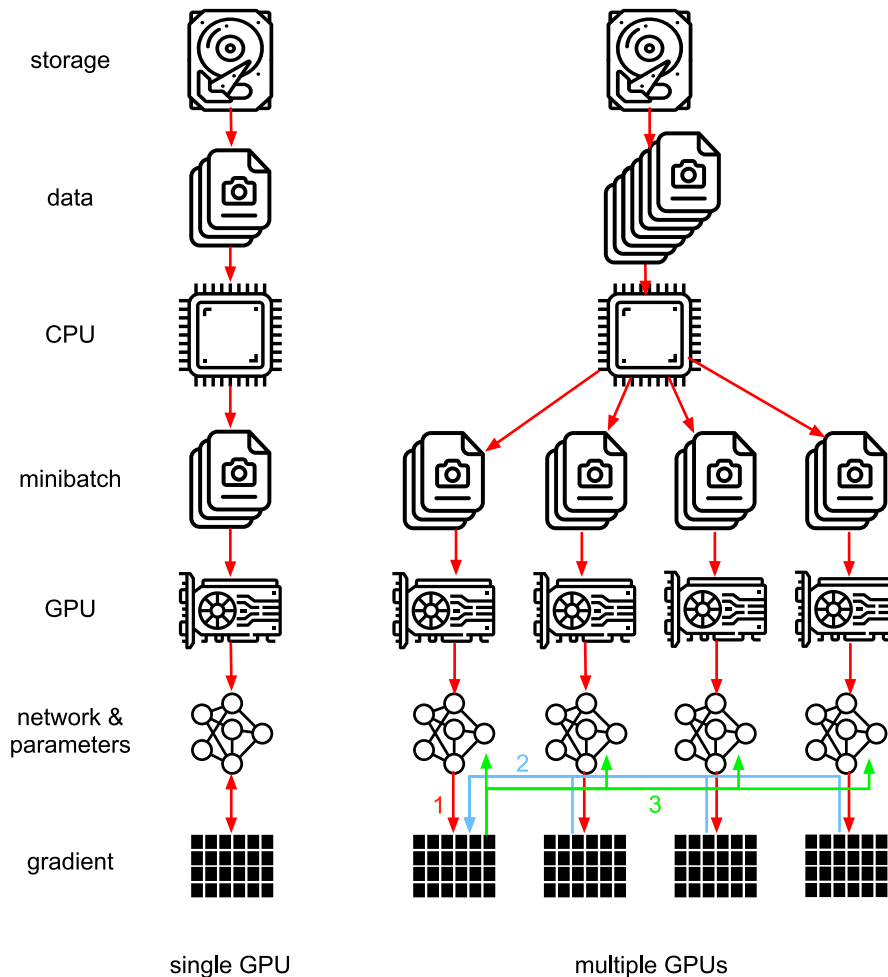 storage
data
CPU
minibatch
GPU
network &
parameters
2
1
3
gradient
single GPU
multiple GPUs